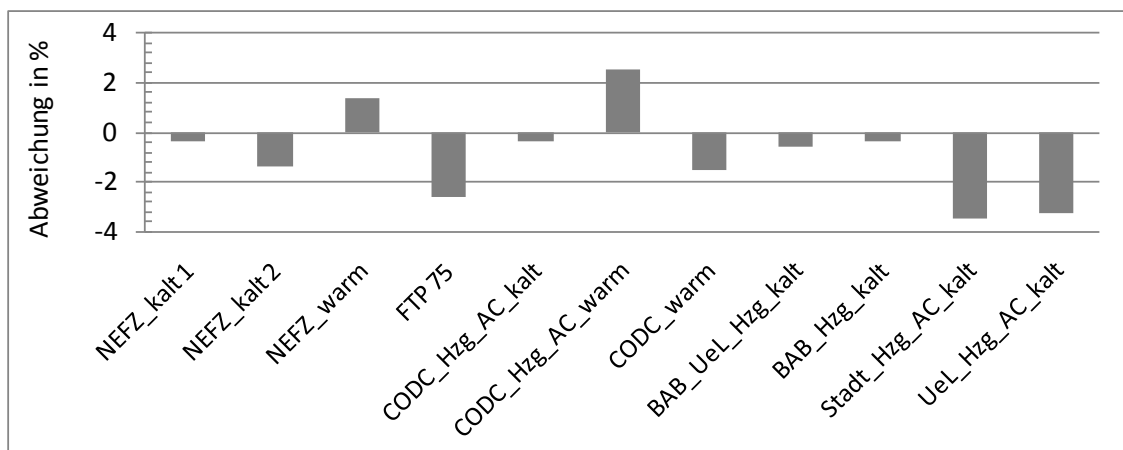 Abweichung in %
4
2
0
-2
-4
NEFZ_kalt 1
NEFZ_kalt 2
NEFZ_warm
FTP 75
CODC_Hzg_AC_kalt
CODC_Hzg_AC_warm
CODC_warm
BAB_UeL_Hzg_kalt
BAB_Hzg_kalt
Stadt_Hzg_AC_kalt
UeL_Hzg_AC_kalt